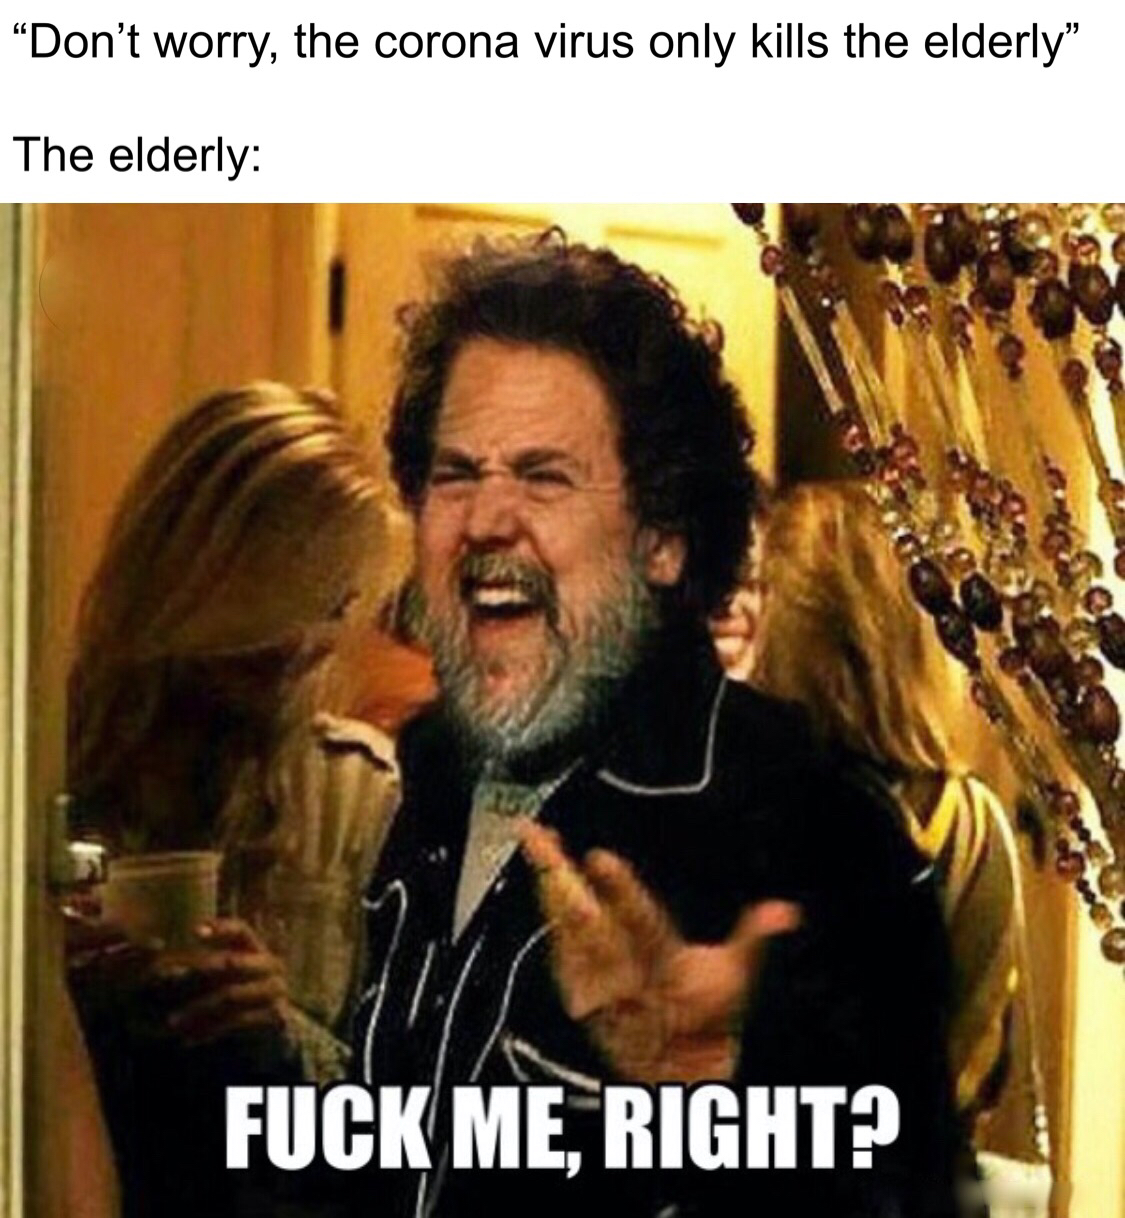 “Don’t worry, the corona virus only kills the elderly”
The elderly:
FUCK ME, RIGHT?